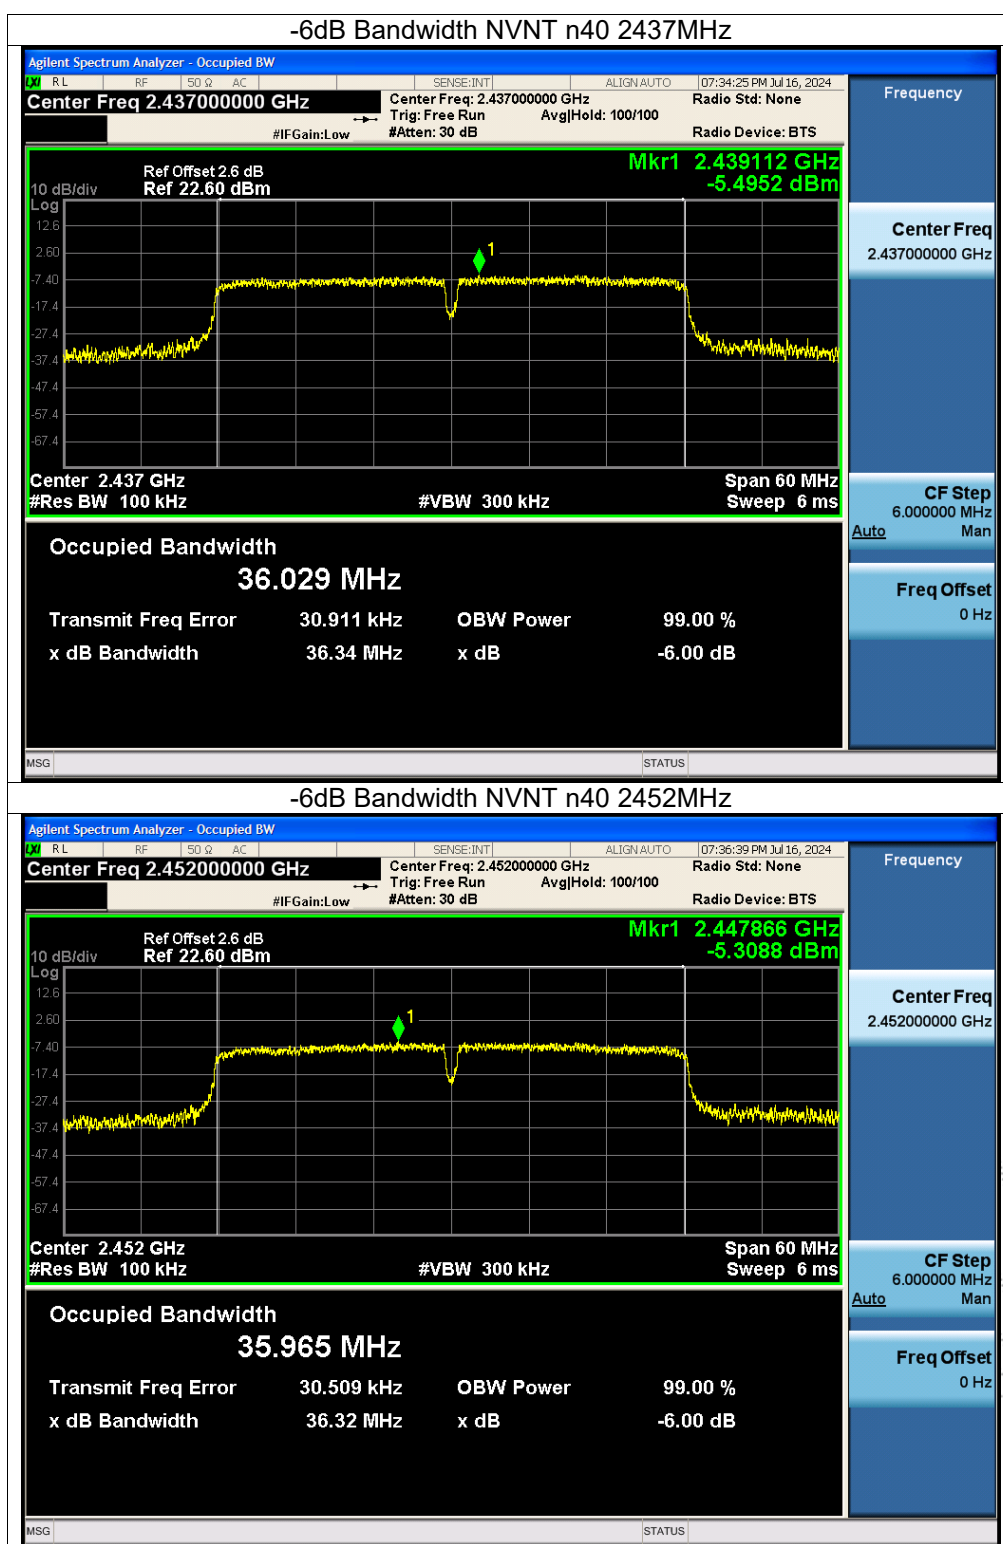 -6dB Bandwidth NVNT n40 2437MHz
Agilent Spectrum Analyzer - Occupied BW
LXI RL RF 50 Ω AC SENSE:INT ALIGN AUTO 07:34:25 PM Jul 16, 2024
Center Freq 2.437000000 GHz Center Freq: 2.437000000 GHz Radio Std: None Frequency
Trig: Free Run Avg|Hold: 100/100
#IFGain:Low #Atten: 30 dB Radio Device: BTS
Mkr1 2.439112 GHz
Ref Offset 2.6 dB
10 dB/div Ref 22.60 dBm -5.4952 dBm
Log
12.6
2.60
-7.40
-17.4
-27.4
-37.4
-47.4
-57.4
-67.4
1
Center Freq
2.437000000 GHz
Center 2.437 GHz Span 60 MHz
#Res BW 100 kHz #VBW 300 kHz Sweep 6 ms
CF Step
6.000000 MHz
Auto Man
Occupied Bandwidth
36.029 MHz
Freq Offset
0 Hz
Transmit Freq Error 30.911 kHz OBW Power 99.00 %
x dB Bandwidth 36.34 MHz x dB -6.00 dB
MSG STATUS
-6dB Bandwidth NVNT n40 2452MHz
Agilent Spectrum Analyzer - Occupied BW
LXI RL RF 50 Ω AC SENSE:INT ALIGN AUTO 07:36:39 PM Jul 16, 2024
Center Freq 2.452000000 GHz Center Freq: 2.452000000 GHz Radio Std: None Frequency
Trig: Free Run Avg|Hold: 100/100
#IFGain:Low #Atten: 30 dB Radio Device: BTS
Mkr1 2.447866 GHz
Ref Offset 2.6 dB
10 dB/div Ref 22.60 dBm -5.3088 dBm
Log
12.6
2.60
-7.40
-17.4
-27.4
-37.4
-47.4
-57.4
-67.4
1
Center Freq
2.452000000 GHz
Center 2.452 GHz Span 60 MHz
#Res BW 100 kHz #VBW 300 kHz Sweep 6 ms
CF Step
6.000000 MHz
Auto Man
Occupied Bandwidth
35.965 MHz
Freq Offset
0 Hz
Transmit Freq Error 30.509 kHz OBW Power 99.00 %
x dB Bandwidth 36.32 MHz x dB -6.00 dB
MSG STATUS